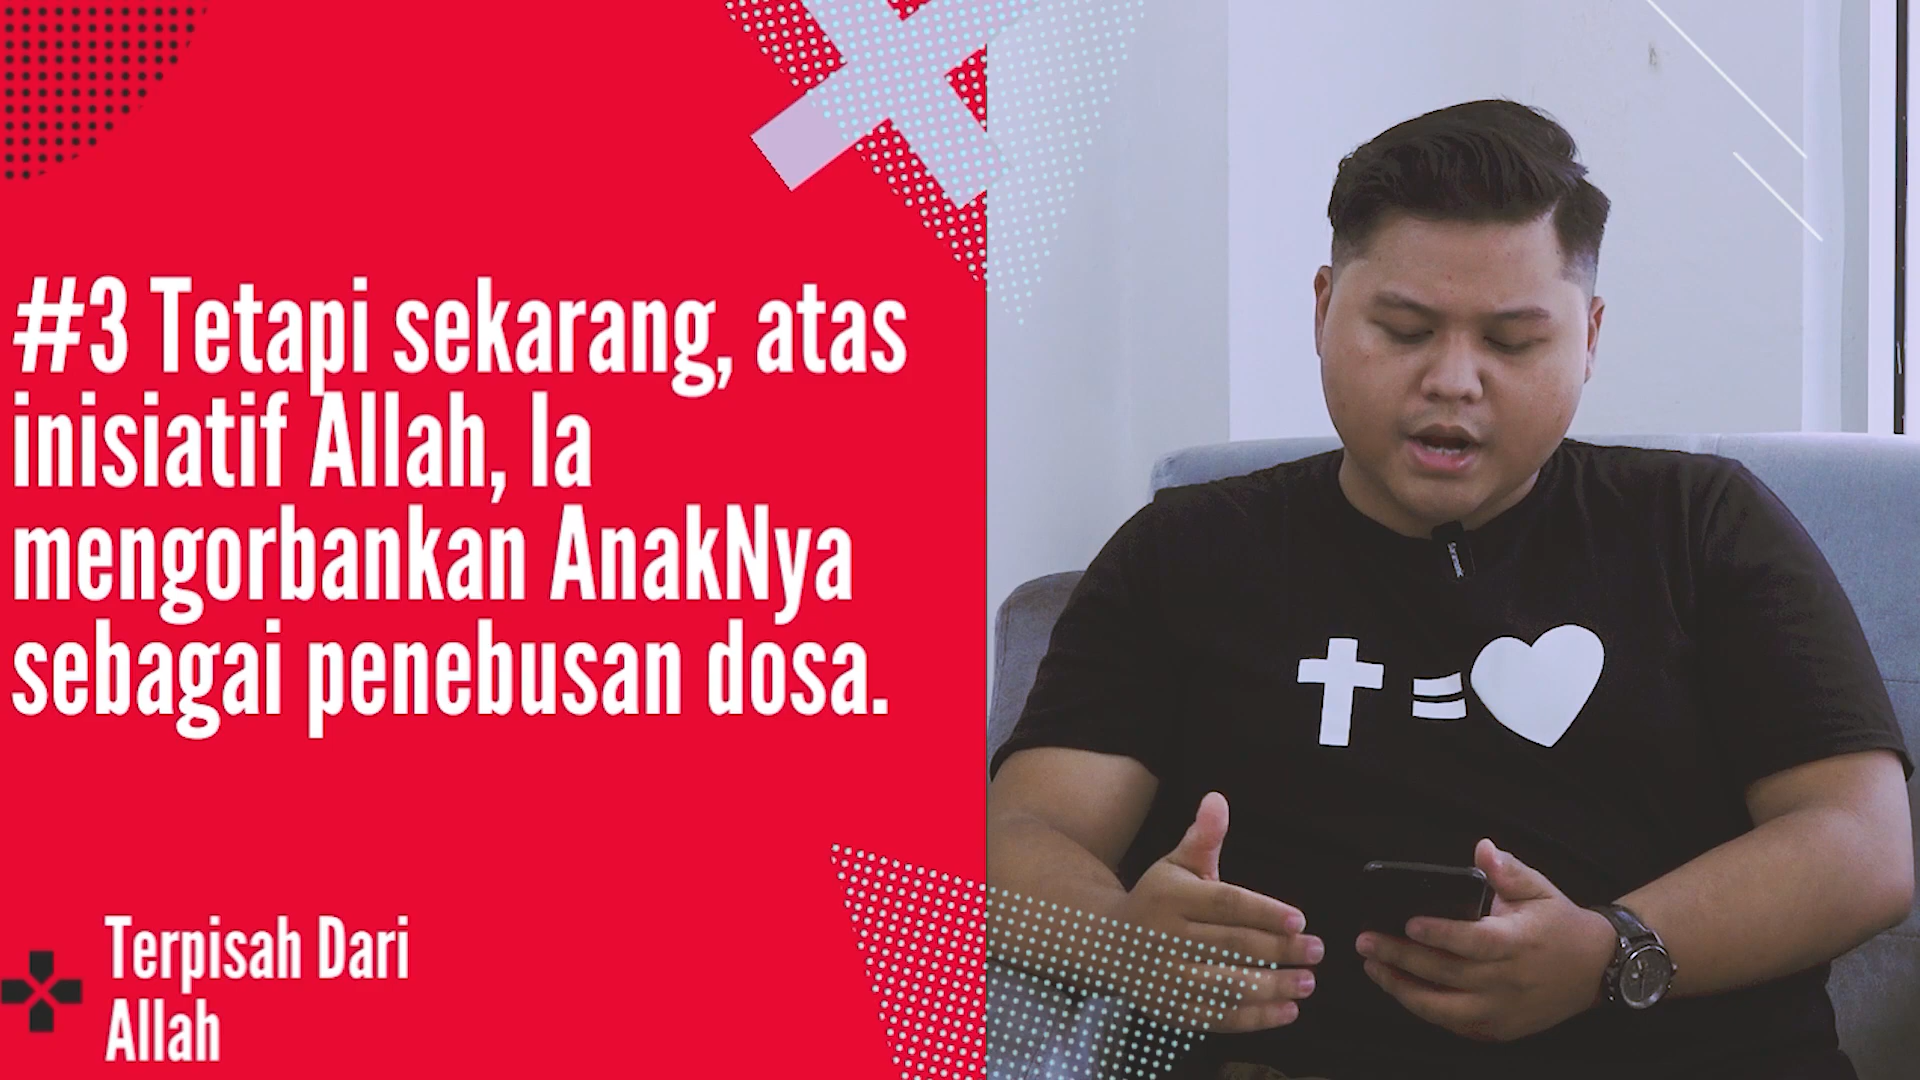 #3 Tetapi sekarang, atas
inisiatif Allah, Ia
mengorbankan AnakNya
sebagai penebusan dosa.
Terpisah Dari
Allah